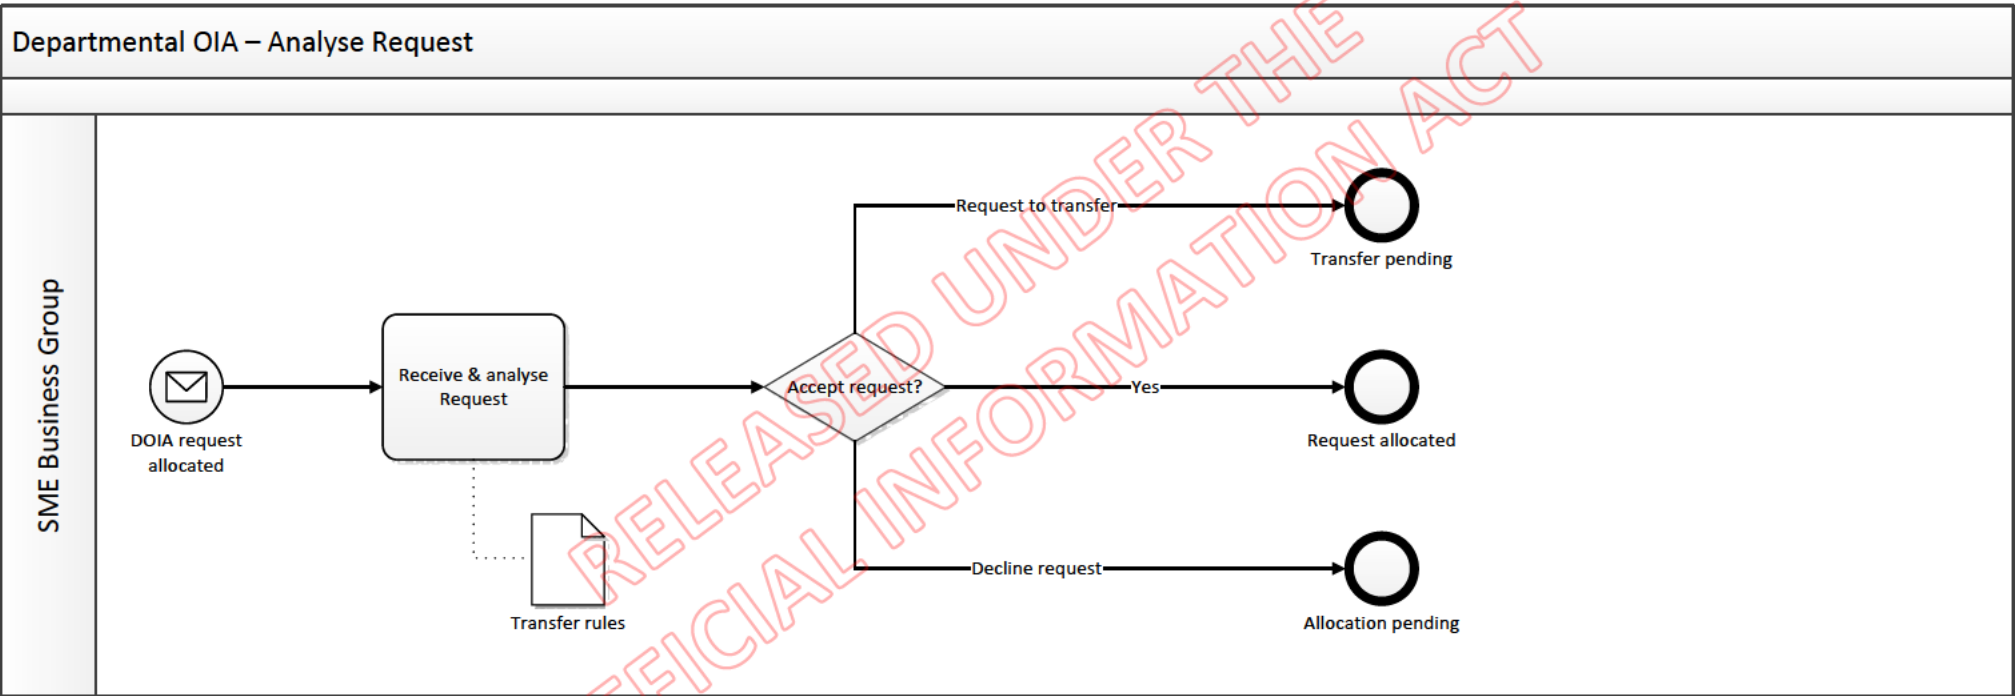 Departmental OIA – Analyse Request
SME Business Group
DOIA request
allocated
Receive & analyse
Request
Transfer rules
Accept request?
Request to transfer
Transfer pending
Yes
Request allocated
Decline request
Allocation pending
RELEASED UNDER THE
FFICIAL INFORMATION ACT